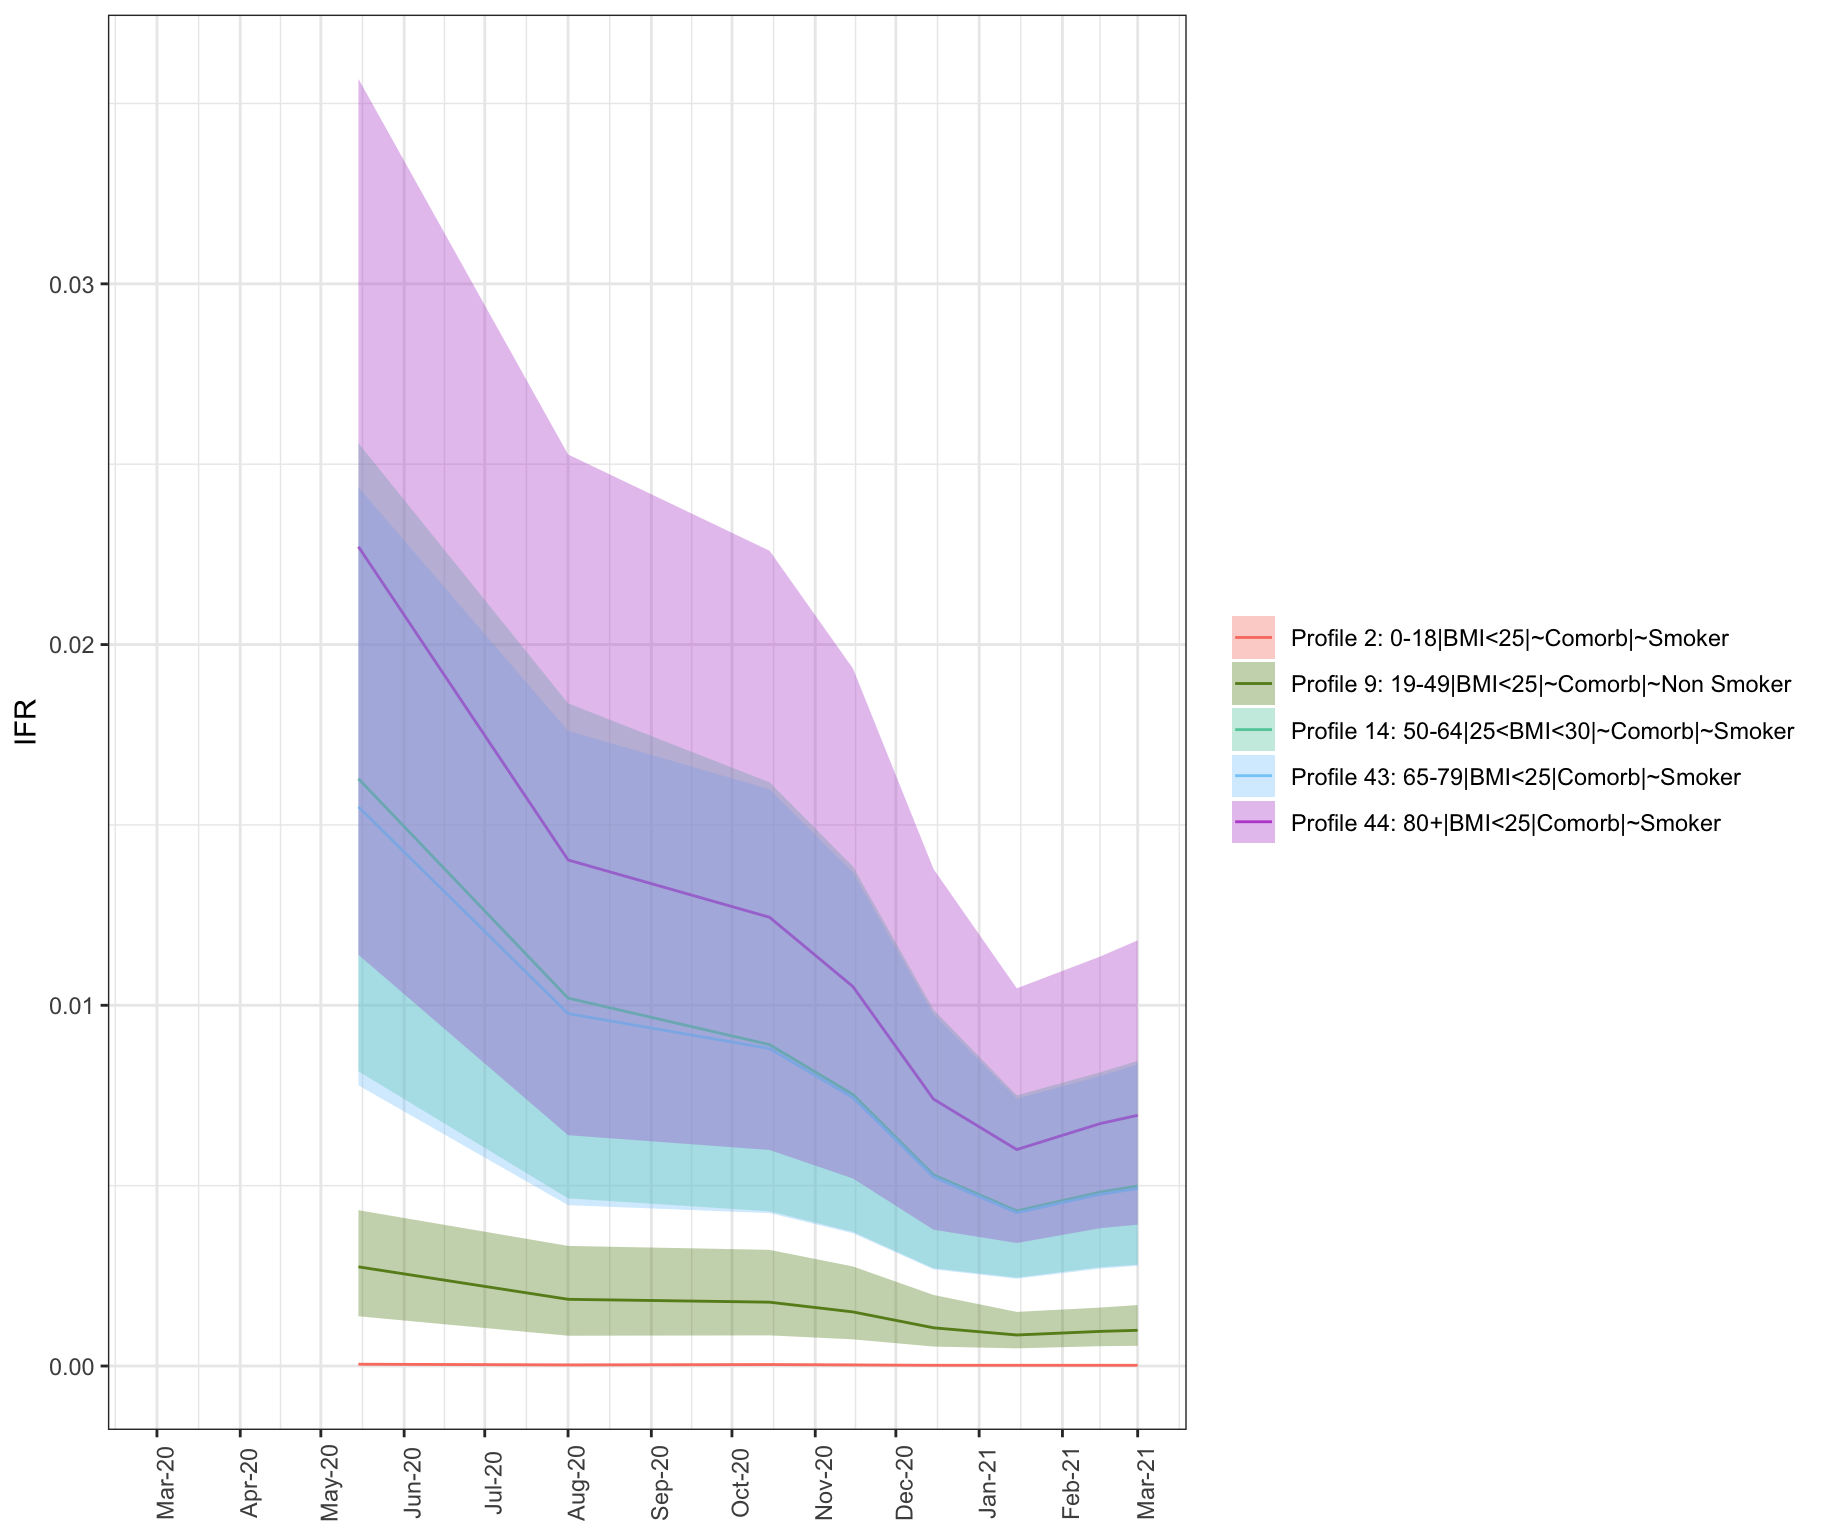 IFR
0.03
0.02
0.01
0.00
Mar-20
Apr-20
May-20
Jun-20
Jul-20
Aug-20
Sep-20
Oct-20
Nov-20
Dec-20
Jan-21
Feb-21
Mar-21
Profile 2: 0-18|BMI<25|~Comorb|~Smoker
Profile 9: 19-49|BMI<25|~Comorb|~Non Smoker
Profile 14: 50-64|25<BMI<30|~Comorb|~Smoker
Profile 43: 65-79|BMI<25|Comorb|~Smoker
Profile 44: 80+|BMI<25|Comorb|~Smoker